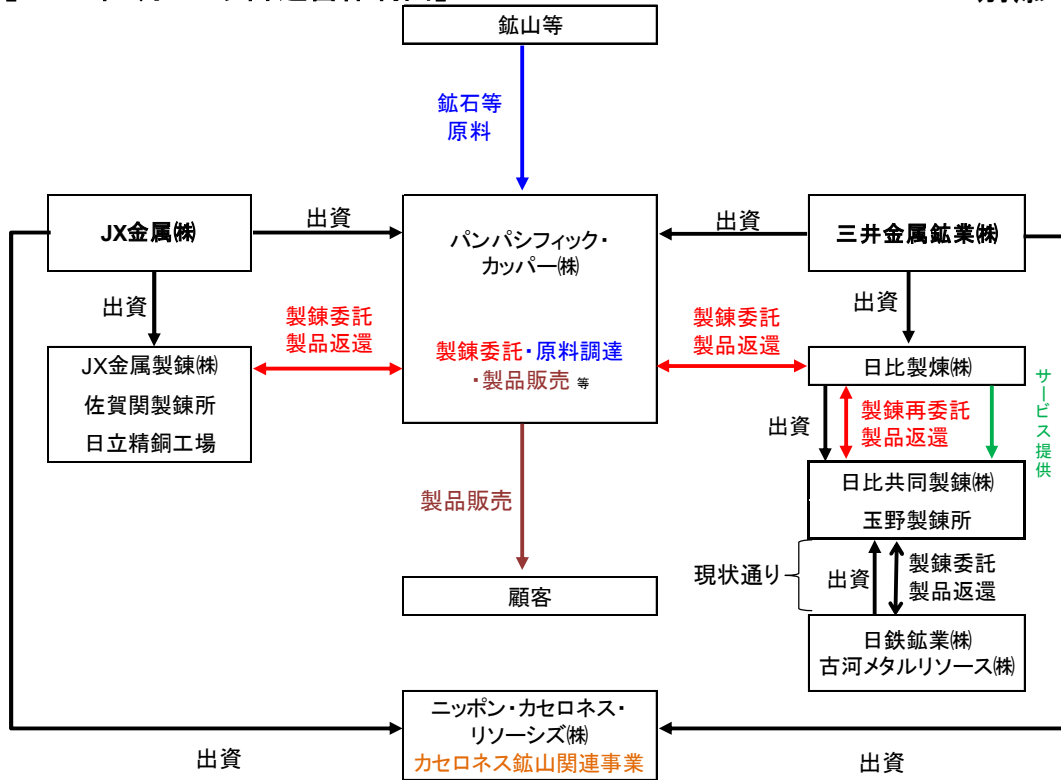 鉱山等
鉱石等
原料
JX金属㈱
出資
パンパシフィック・
カッパー㈱
出資
三井金属鉱業㈱
出資
出資
製錬委託
製品返還
製錬委託・原料調達
・製品販売 等
製錬委託
製品返還
JX金属製錬㈱
佐賀関製錬所
日立精銅工場
日比製煉㈱
サービス提供
出資
製錬再委託
製品返還
日比共同製錬㈱
玉野製錬所
製品販売
現状通り
出資
製錬委託
製品返還
顧客
日鉄鉱業㈱
古河メタルリソース㈱
ニッポン・カセロネス・
リソーシズ㈱
カセロネス鉱山関連事業
出資
出資